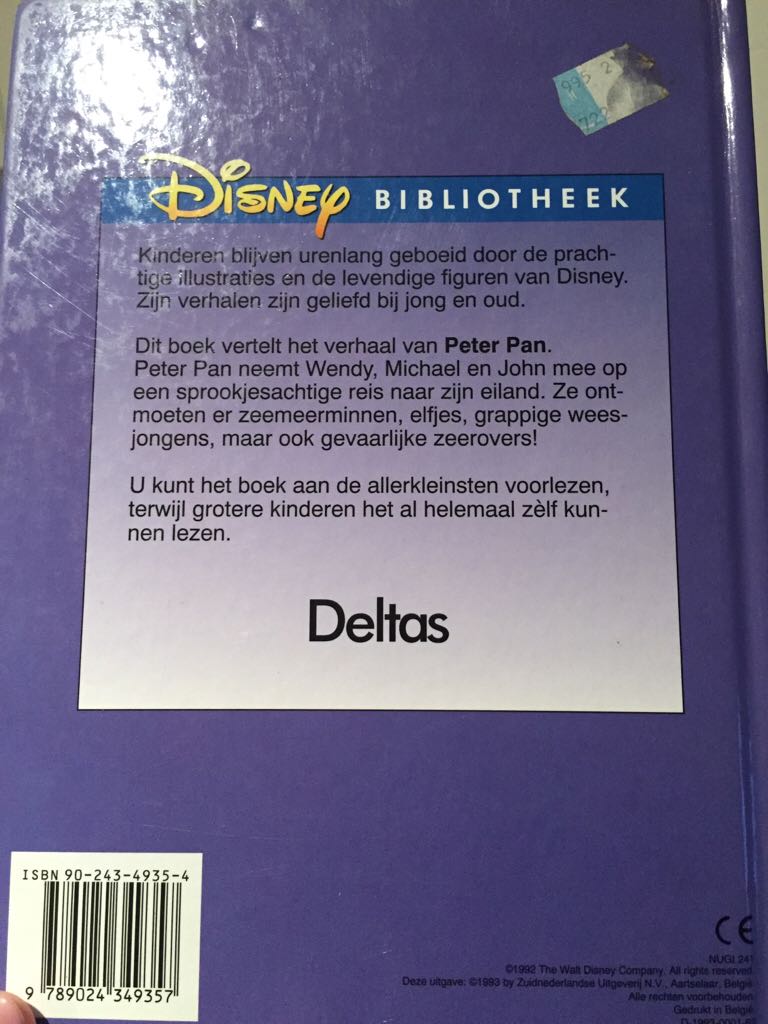 995 2
722
DISNEY BIBLIOTHEEK
Kinderen blijven urenlang geboeid door de prach-
tige illustraties en de levendige figuren van Disney.
Zijn verhalen zijn geliefd bij jong en oud.
Dit boek vertelt het verhaal van Peter Pan.
Peter Pan neemt Wendy, Michael en John mee op
een sprookjesachtige reis naar zijn eiland. Ze ont-
moeten er zeemeerminnen, elfjes, grappige wees-
jongens, maar ook gevaarlijke zeerovers!
U kunt het boek aan de allerkleinsten voorlezen,
terwijl grotere kinderen het al helemaal zèlf kun-
nen lezen.
Deltas
ISBN 90-243-4935-4
9 789024 349357
CE
NUGI 241
©1992 The Walt Disney Company. All rights reserved.
Deze uitgave: ©1993 by Zuidnederlandse Uitgeverij N.V., Aartselaar, België
Alle rechten voorbehouden
Gedrukt in België